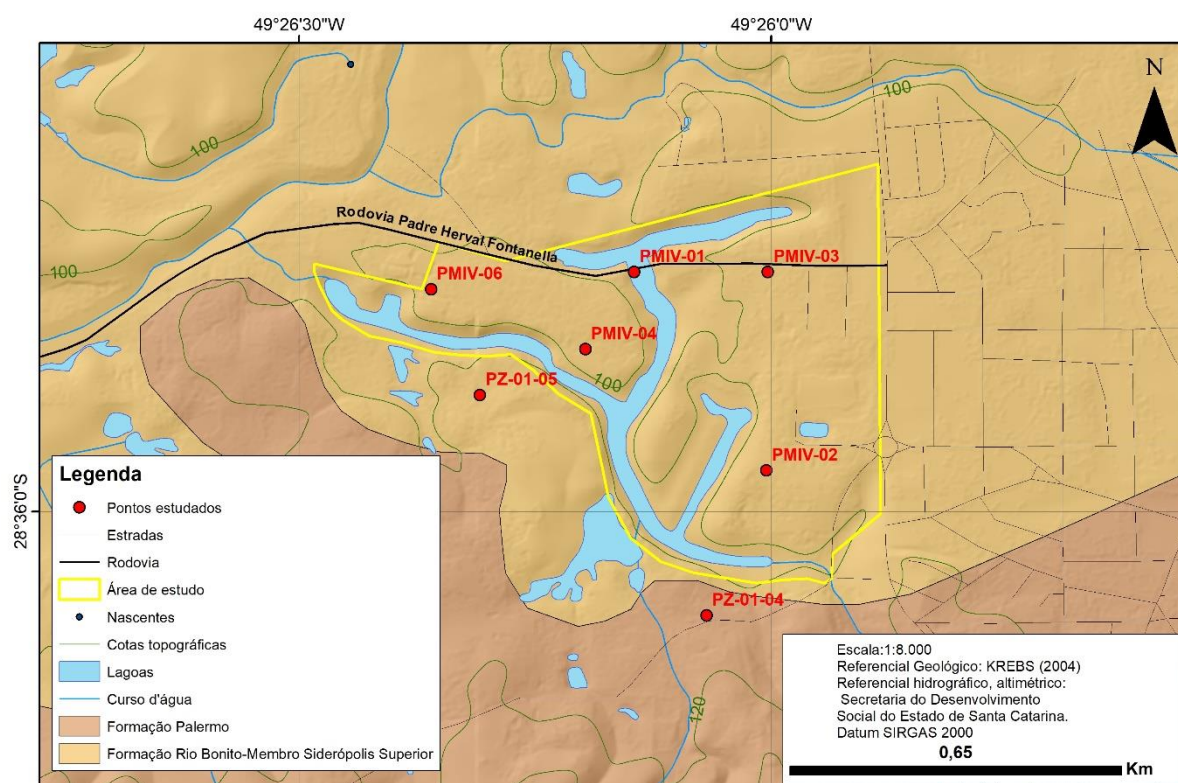 49°26'30"W
49°26'0"W
N
100
100
Rodovia Padre Herval Fontanella
100
PMIV-01
PMIV-03
PMIV-06
PMIV-04
100
PZ-01-05
PMIV-02
28°36'0"S
PZ-01-04
120
Legenda
Pontos estudados
Estradas
Rodovia
Área de estudo
Nascentes
Cotas topográficas
Lagoas
Curso d'água
Formação Palermo
Formação Rio Bonito-Membro Siderópolis Superior
Escala:1:8.000
Referencial Geológico: KREBS (2004)
Referencial hidrográfico, altimétrico:
Secretaria do Desenvolvimento
Social do Estado de Santa Catarina.
Datum SIRGAS 2000
0,65
Km